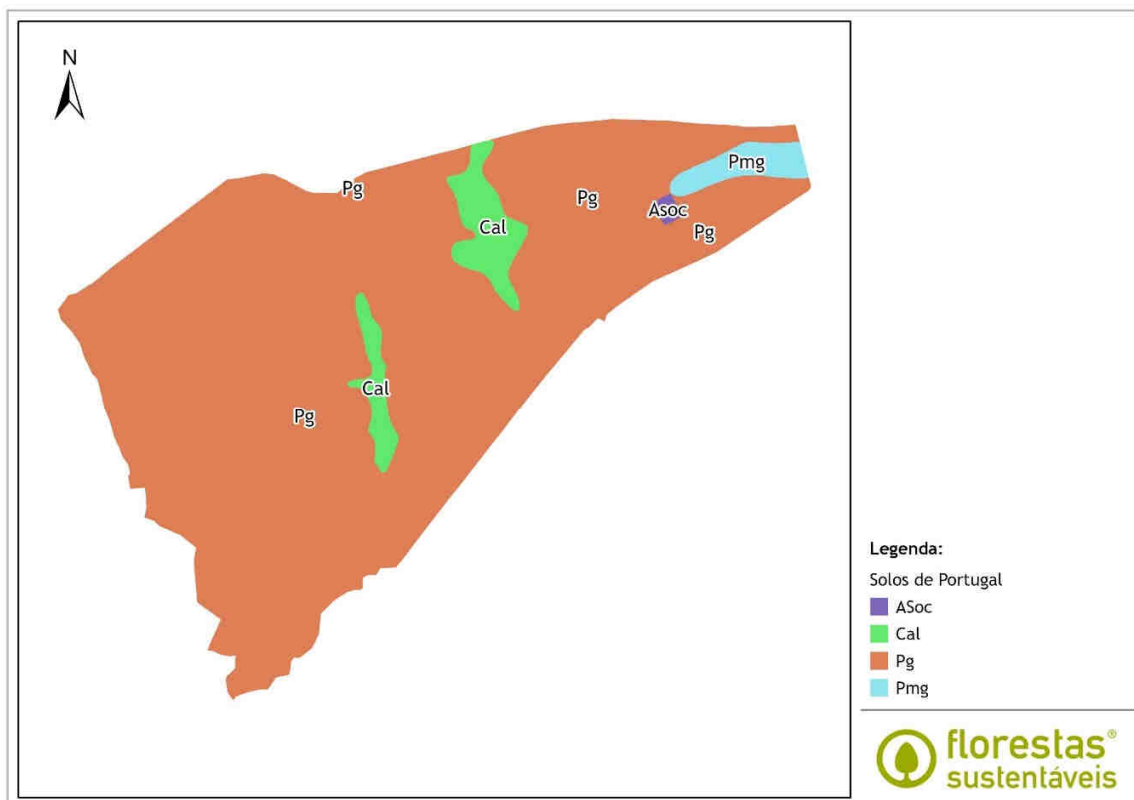 N
Pmg
Pg
Pg
Asoc
Cal
Pg
Cal
Pg
Legenda:
Solos de Portugal
ASoc
Cal
Pg
Pmg
florestas®
sustentáveis